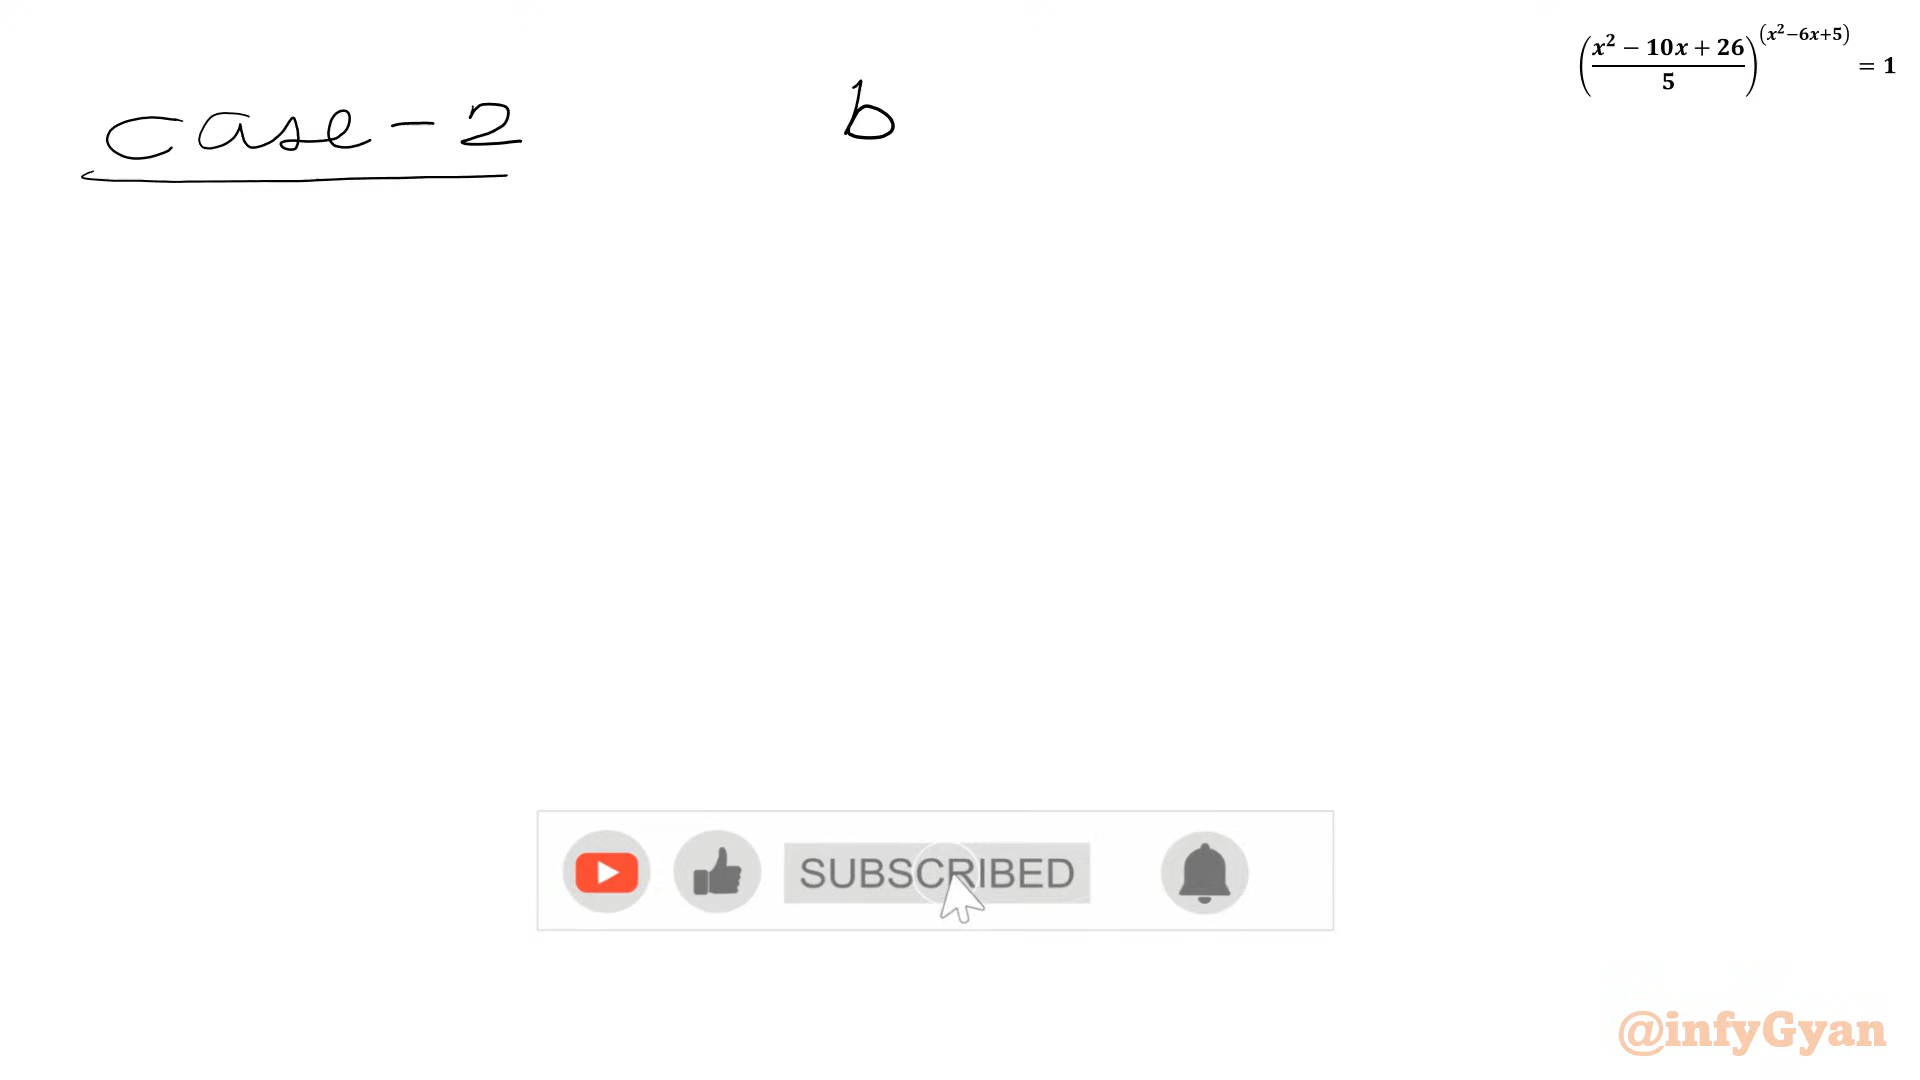 case-2
b
((x² − 10x + 26)/5)^(x²−6x+5) = 1
SUBSCRIBED
@infyGyan